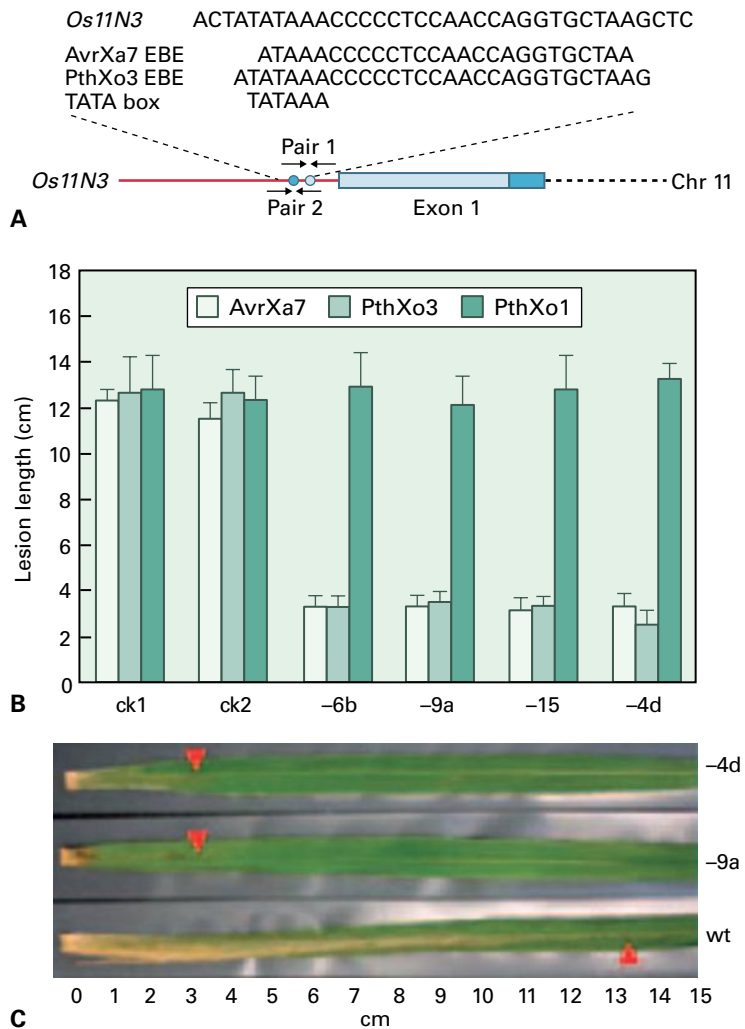 Os11N3 ACTATATAAACCCCCTCCAACCAGGTGCTAAGCTC
AvrXa7 EBE ATAAACCCCCTCCAACCAGGTGCTAA
PthXo3 EBE ATATAAACCCCCTCCAACCAGGTGCTAAG
TATA box TATAAA
Pair 1
Os11N3 Chr 11
Pair 2 Exon 1
A
18
16
14
12
10
8
6
4
2
0
Lesion length (cm)
AvrXa7 PthXo3 PthXo1
ck1 ck2 –6b –9a –15 –4d
B
–4d
–9a
wt
0 1 2 3 4 5 6 7 8 9 10 11 12 13 14 15
cm
C